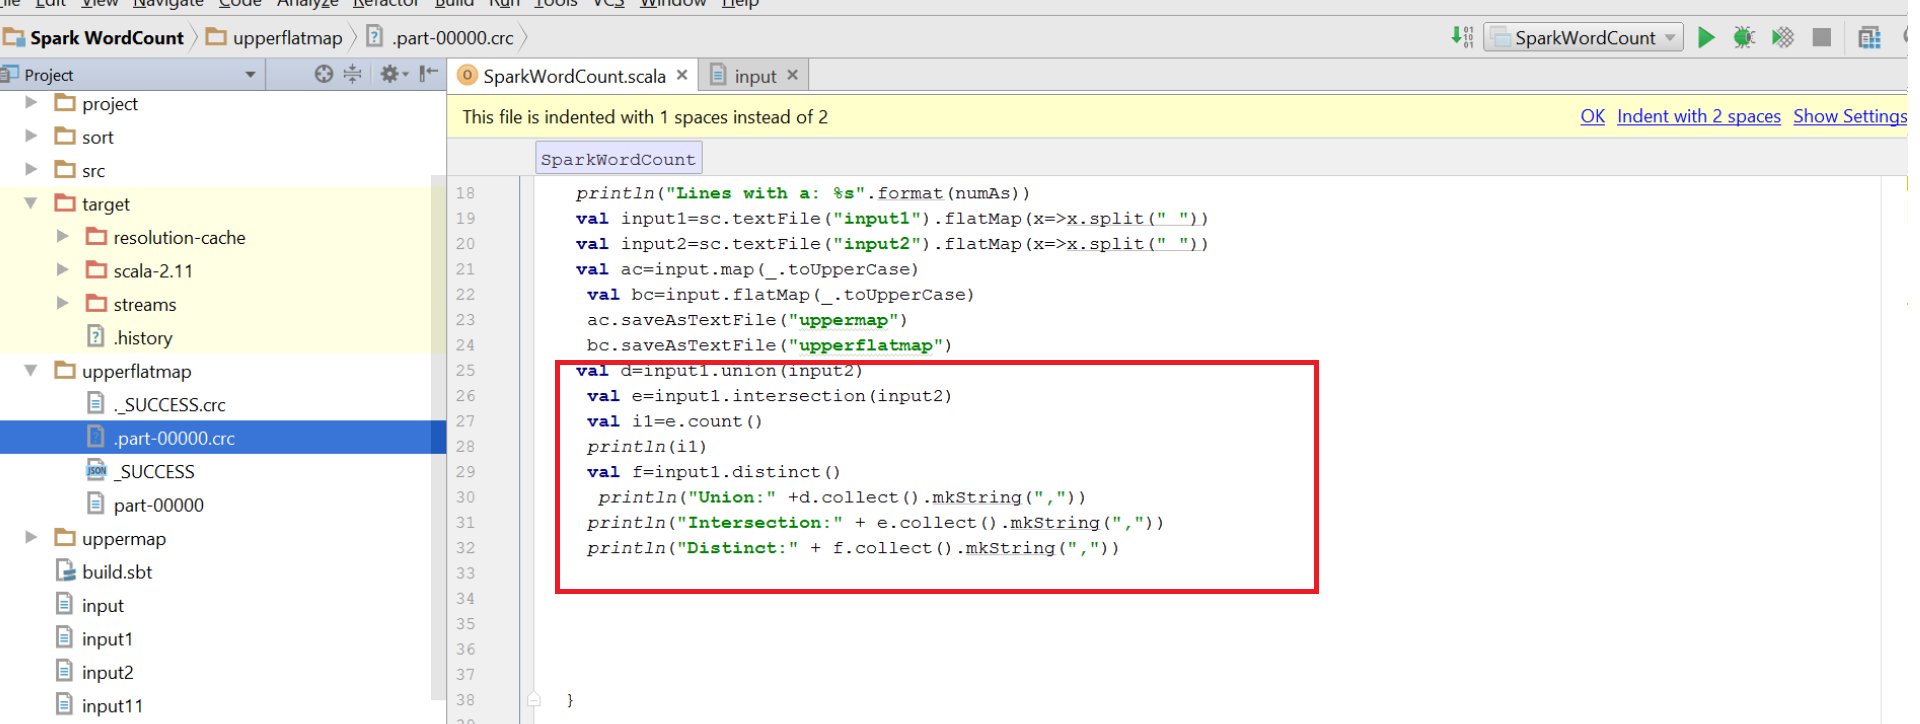 File Edit View Navigate Code Analyze Refactor Build Run Tools VCS Window Help
Spark WordCount upperflatmap .part-00000.crc SparkWordCount
Project
SparkWordCount.scala input
This file is indented with 1 spaces instead of 2 OK Indent with 2 spaces Show Settings
SparkWordCount
project
sort
src
target
resolution-cache
scala-2.11
streams
.history
upperflatmap
._SUCCESS.crc
.part-00000.crc
_SUCCESS
part-00000
uppermap
build.sbt
input
input1
input2
input11
18 println("Lines with a: %s".format(numAs))
19 val input1=sc.textFile("input1").flatMap(x=>x.split(" "))
20 val input2=sc.textFile("input2").flatMap(x=>x.split(" "))
21 val ac=input.map(_.toUpperCase)
22 val bc=input.flatMap(_.toUpperCase)
23 ac.saveAsTextFile("uppermap")
24 bc.saveAsTextFile("upperflatmap")
25 val d=input1.union(input2)
26 val e=input1.intersection(input2)
27 val i1=e.count()
28 println(i1)
29 val f=input1.distinct()
30 println("Union:" +d.collect().mkString(","))
31 println("Intersection:" + e.collect().mkString(","))
32 println("Distinct:" + f.collect().mkString(","))
33
34
35
36
37
38 }